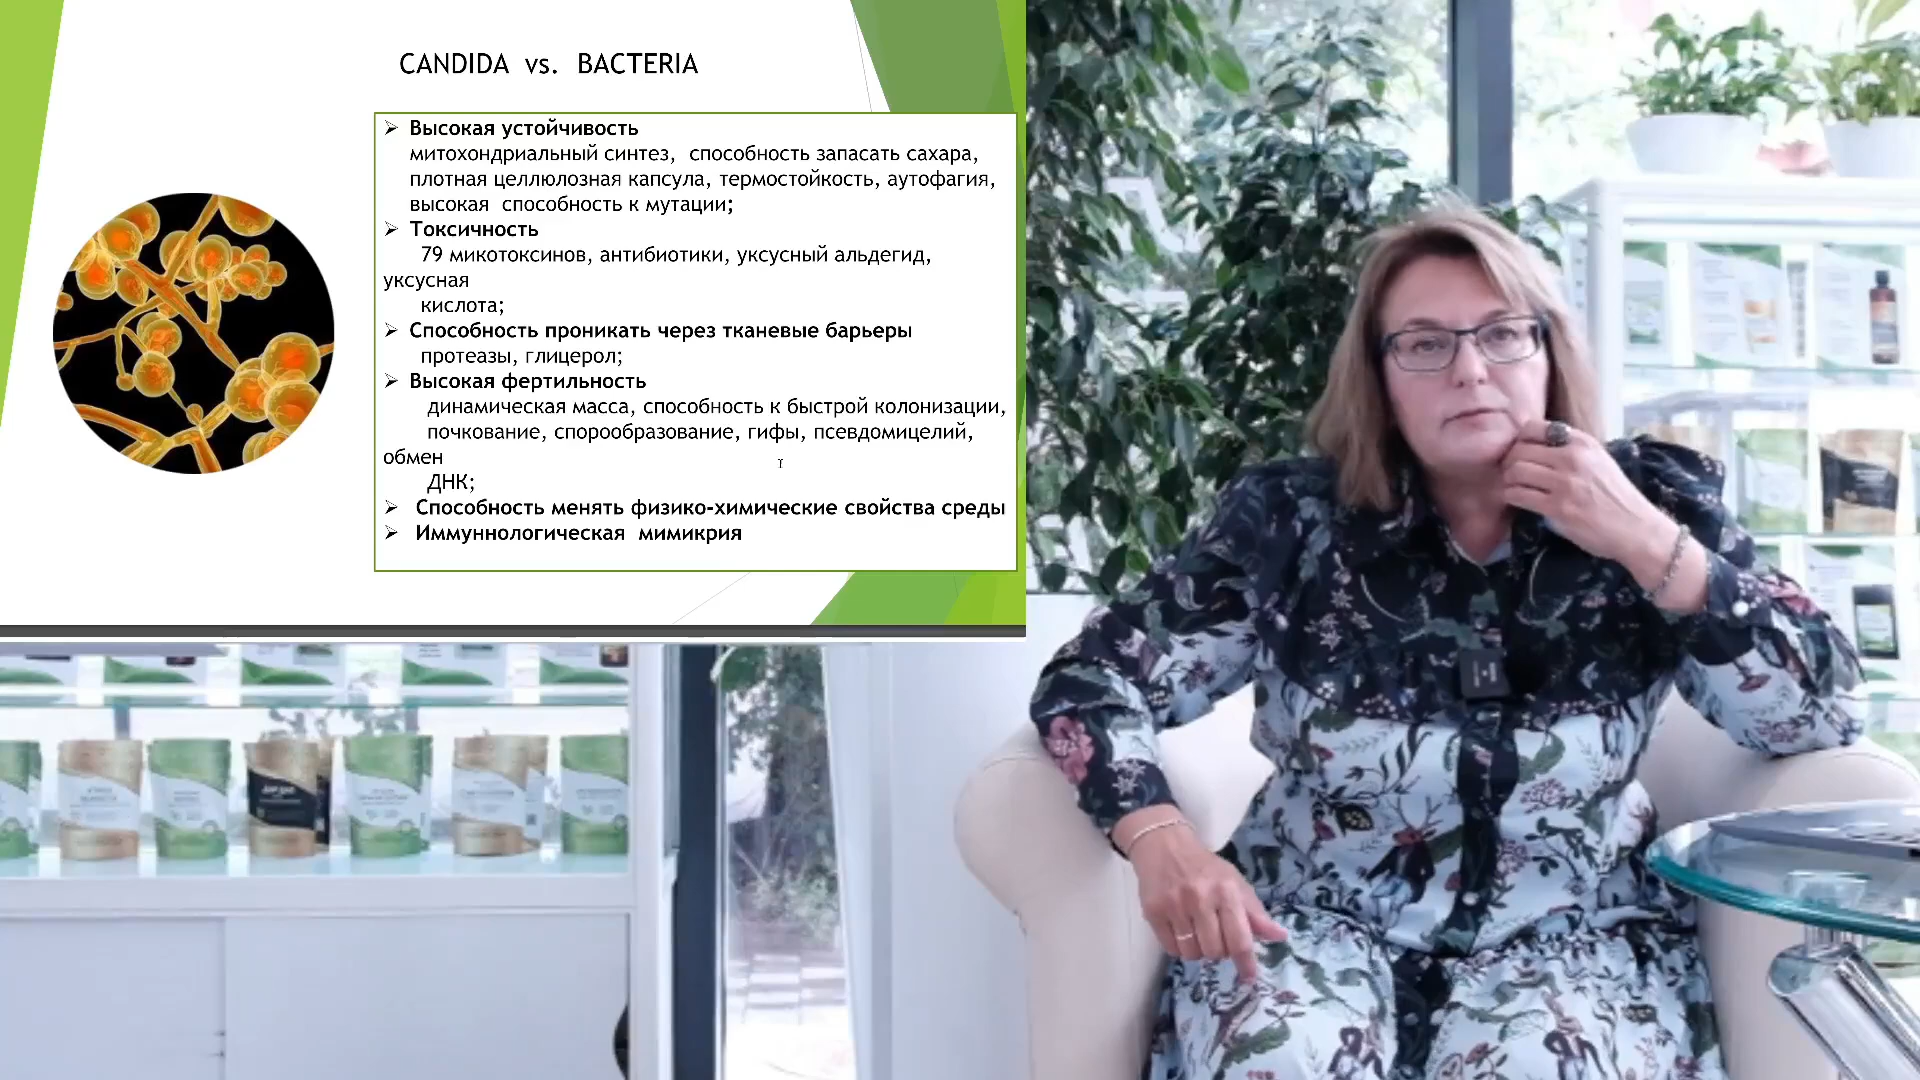 CANDIDA vs. BACTERIA
➢ Высокая устойчивость
митохондриальный синтез, способность запасать сахара,
плотная целлюлозная капсула, термостойкость, аутофагия,
высокая способность к мутации;
➢ Токсичность
79 микотоксинов, антибиотики, уксусный альдегид,
уксусная
кислота;
➢ Способность проникать через тканевые барьеры
протеазы, глицерол;
➢ Высокая фертильность
динамическая масса, способность к быстрой колонизации,
почкование, спорообразование, гифы, псевдомицелий,
обмен
ДНК;
➢ Способность менять физико-химические свойства среды
➢ Иммуннологическая мимикрия